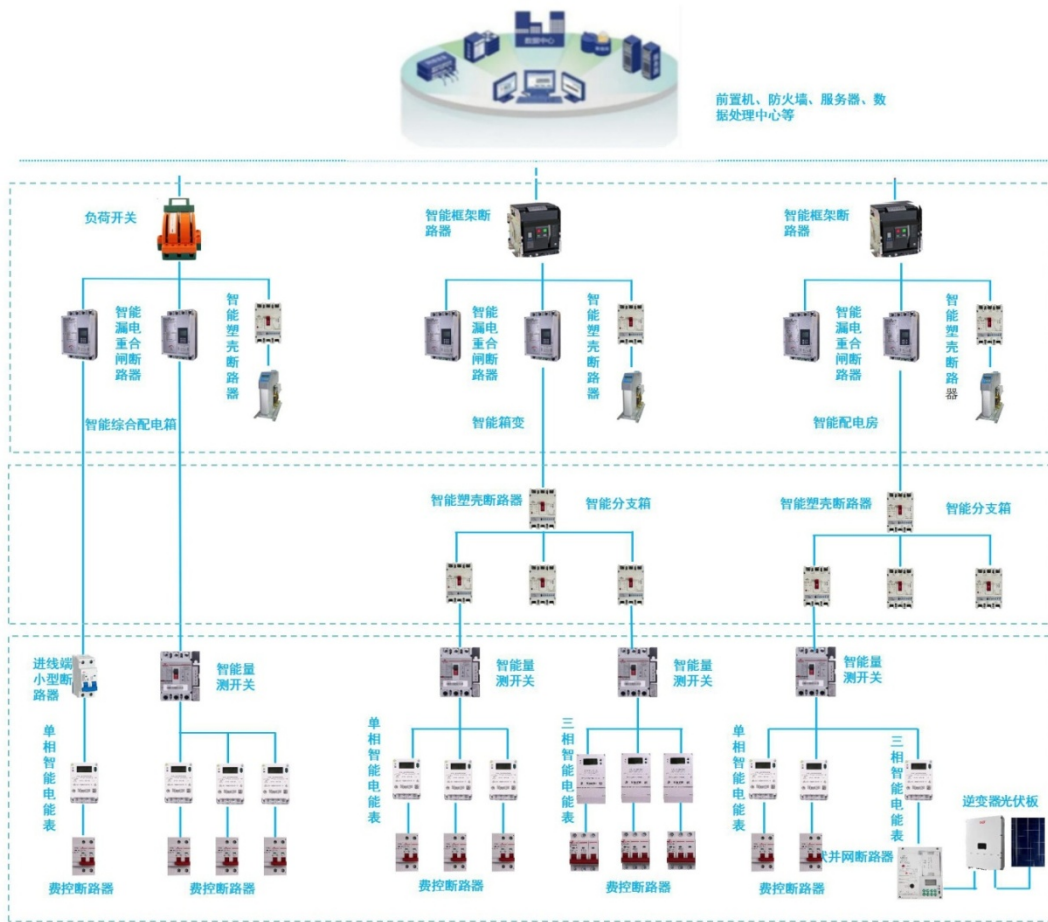 数据中心
前置机、防火墙、服务器、数
据处理中心等
负荷开关
智能框架断
路器
智能框架断
路器
智能漏电重合闸断路器
智能塑壳断路器
智能漏电重合闸断路器
智能塑壳断路器
智能漏电重合闸断路器
智能塑壳断路器
智能综合配电箱
智能箱变
智能配电房
智能塑壳断路器
智能分支箱
智能塑壳断路器
智能分支箱
进线端
小型断
路器
智能量
测开关
智能量
测开关
智能量
测开关
智能量
测开关
单相智能电能表
单相智能电能表
三相智能电能表
单相智能电能表
三相智能电能表
逆变器光伏板
伏并网断路器
费控断路器
费控断路器
费控断路器
费控断路器
费控断路器